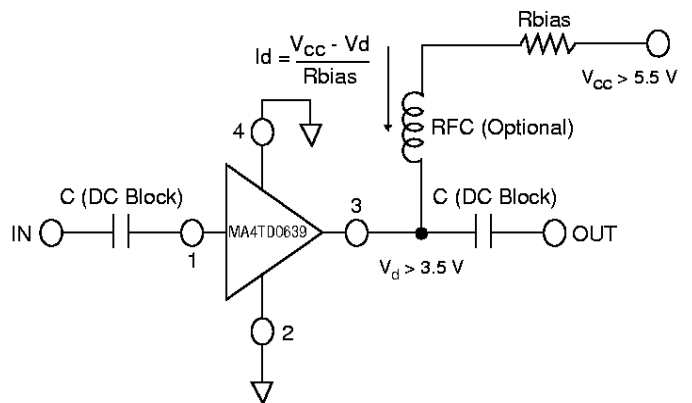 Rbias
Id = Vcc - Vd
Rbias
Vcc > 5.5 V
4
RFC (Optional)
C (DC Block)
3
C (DC Block)
IN
MA4TD0639
OUT
1
Vd > 3.5 V
2